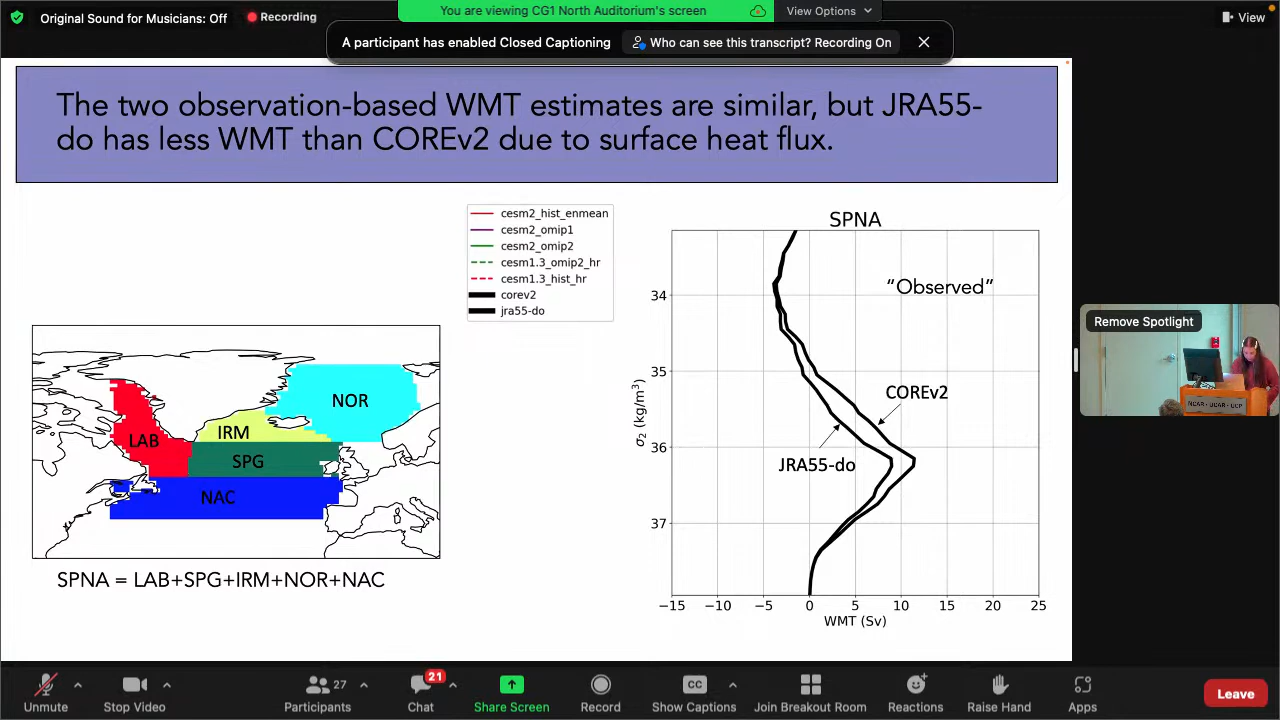 Original Sound for Musicians: Off
Recording
You are viewing CG1 North Auditorium's screen
View Options
View
A participant has enabled Closed Captioning
Who can see this transcript? Recording On
The two observation-based WMT estimates are similar, but JRA55-
do has less WMT than COREv2 due to surface heat flux.
cesm2_hist_enmean
cesm2_omip1
cesm2_omip2
cesm1.3_omip2_hr
cesm1.3_hist_hr
corev2
jra55-do
SPNA
"Observed"
34
35
36
37
σ₂ (kg/m³)
COREv2
JRA55-do
−15 −10 −5 0 5 10 15 20 25
WMT (Sv)
NOR
LAB
IRM
SPG
NAC
SPNA = LAB+SPG+IRM+NOR+NAC
Remove Spotlight
NCAR · UCAR · UCP
Unmute
Stop Video
27
Participants
21
Chat
Share Screen
Record
CC
Show Captions
Join Breakout Room
Reactions
Raise Hand
Apps
Leave